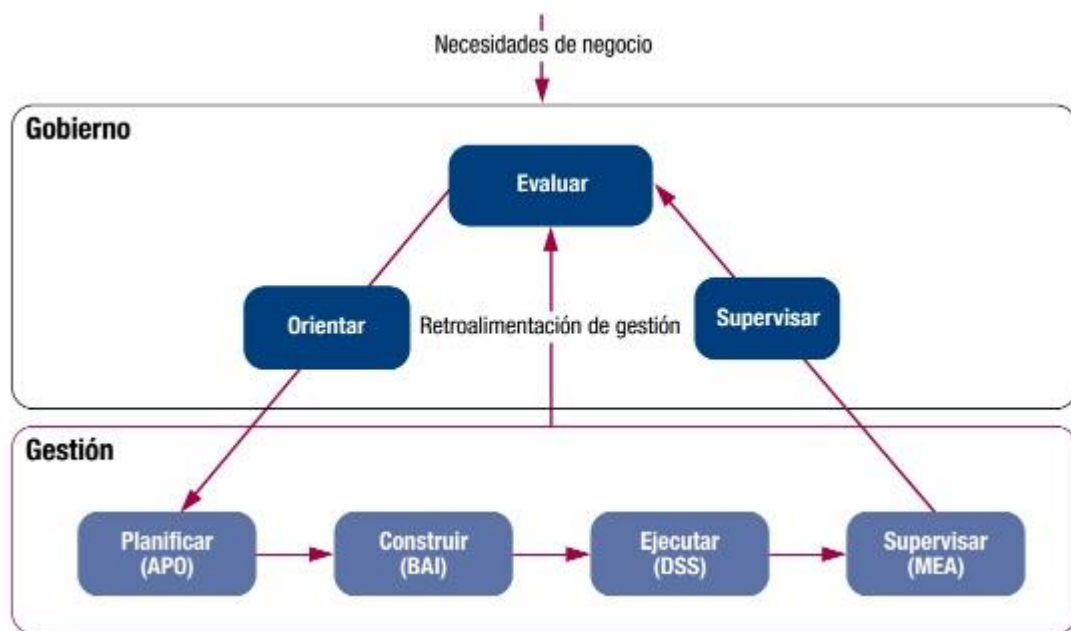 Necesidades de negocio
Gobierno
Evaluar
Orientar
Retroalimentación de gestión
Supervisar
Gestión
Planificar
(APO)
Construir
(BAI)
Ejecutar
(DSS)
Supervisar
(MEA)